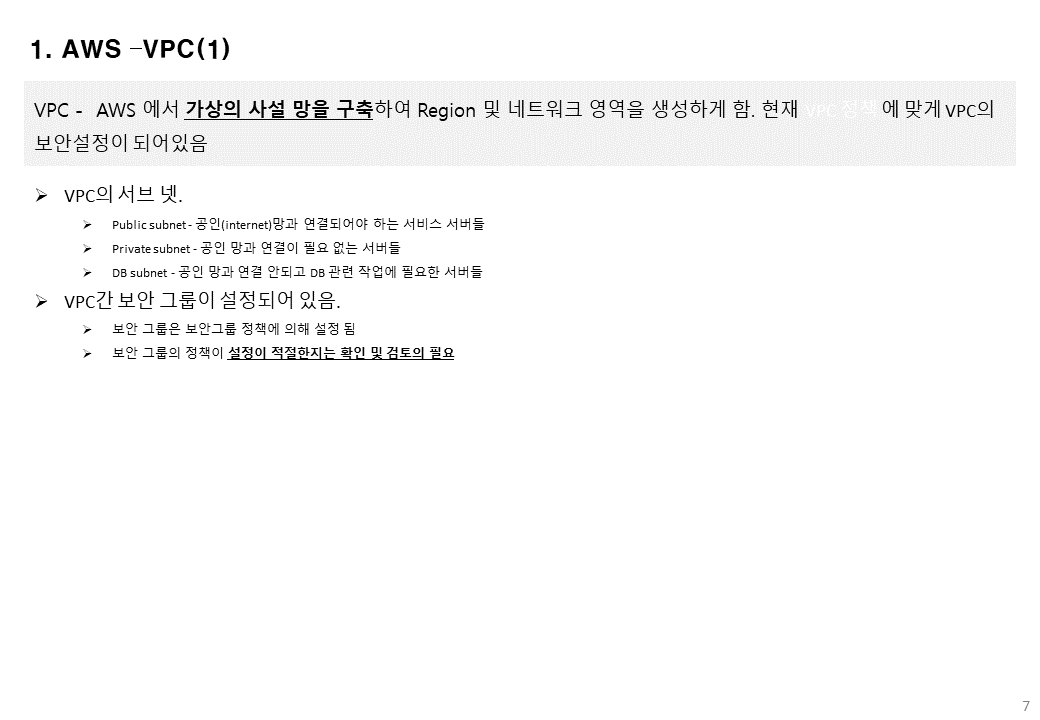 1. AWS –VPC(1)
VPC - AWS 에서 가상의 사설 망을 구축하여 Region 및 네트워크 영역을 생성하게 함. 현재 VPC 정책 에 맞게 VPC의
보안설정이 되어있음
➢ VPC의 서브 넷.
➢ Public subnet - 공인(internet)망과 연결되어야 하는 서비스 서버들
➢ Private subnet - 공인 망과 연결이 필요 없는 서버들
➢ DB subnet - 공인 망과 연결 안되고 DB 관련 작업에 필요한 서버들
➢ VPC간 보안 그룹이 설정되어 있음.
➢ 보안 그룹은 보안그룹 정책에 의해 설정 됨
➢ 보안 그룹의 정책이 설정이 적절한지는 확인 및 검토의 필요
7